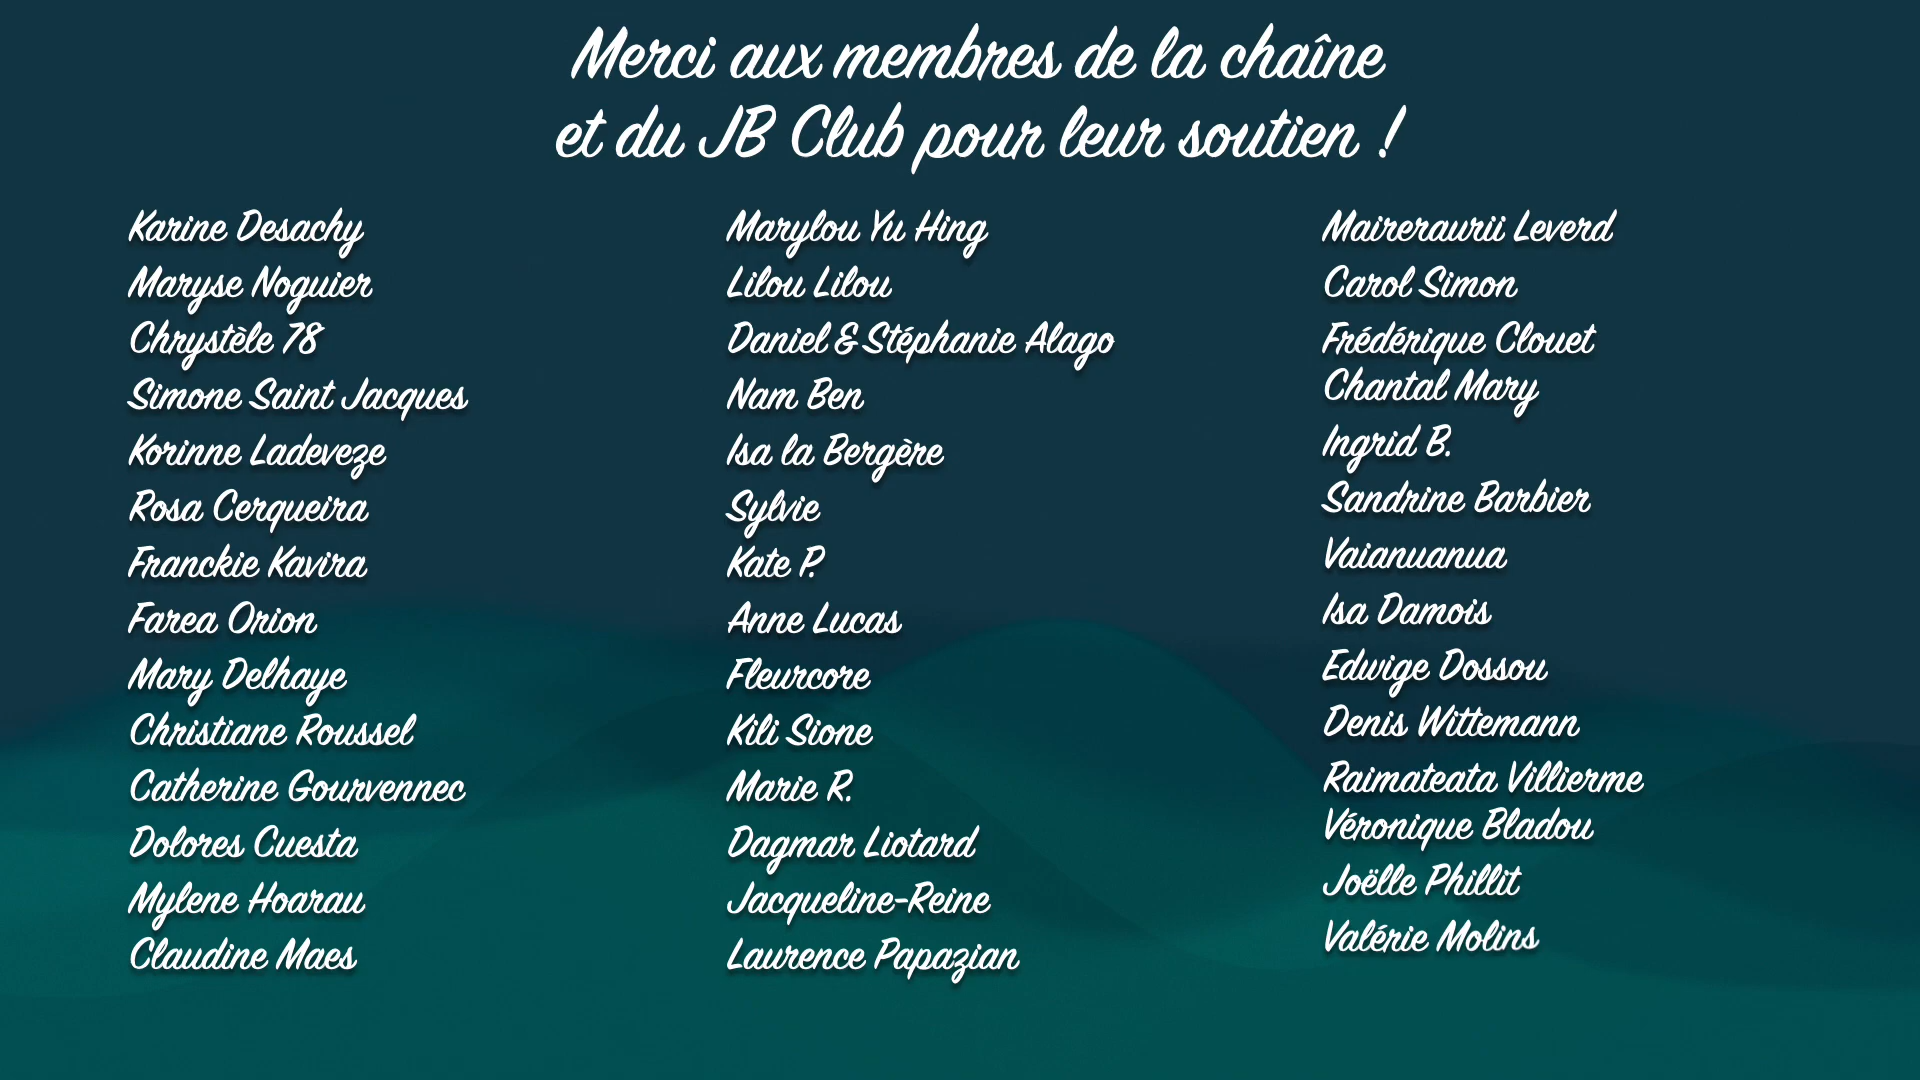 Merci aux membres de la chaîne
et du JB Club pour leur soutien !
Karine Desachy
Maryse Noguier
Chrystèle 78
Simone Saint Jacques
Korinne Ladeveze
Rosa Cerqueira
Franckie Kavira
Farea Orion
Mary Delhaye
Christiane Roussel
Catherine Gourvennec
Dolores Cuesta
Mylene Hoarau
Claudine Maes
Marylou Yu Hing
Lilou Lilou
Daniel & Stéphanie Alago
Nam Ben
Isa la Bergère
Sylvie
Kate P.
Anne Lucas
Fleurcore
Kili Sione
Marie R.
Dagmar Liotard
Jacqueline-Reine
Laurence Papazian
Maireraurii Leverd
Carol Simon
Frédérique Clouet
Chantal Mary
Ingrid B.
Sandrine Barbier
Vaianuanua
Isa Damois
Edwige Dossou
Denis Wittemann
Raimateata Villierme
Véronique Bladou
Joëlle Phillit
Valérie Molins